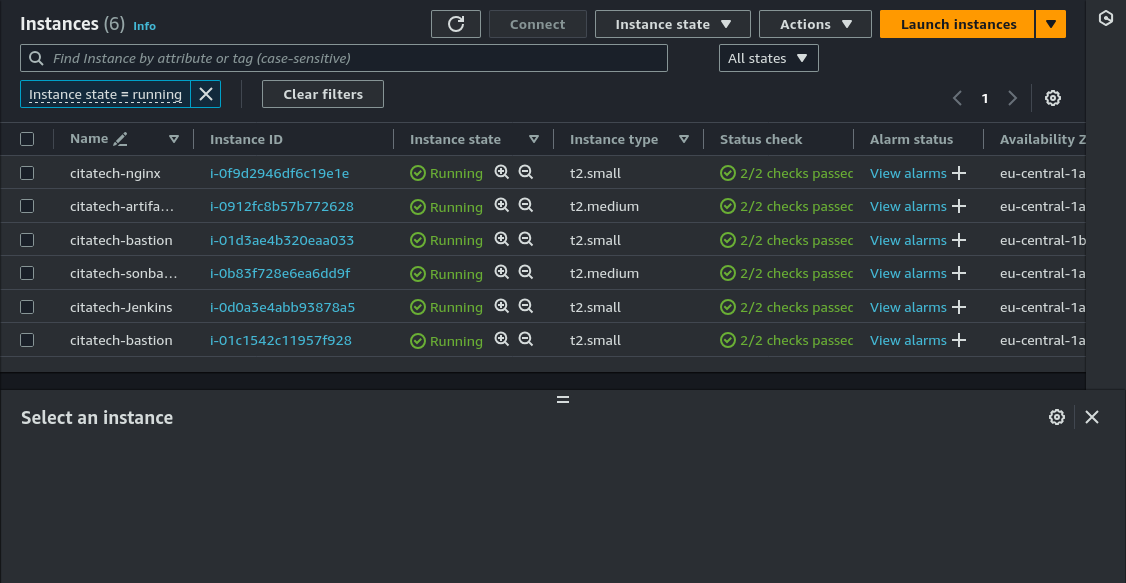 Instances (6) Info Connect Instance state Actions Launch instances
Find Instance by attribute or tag (case-sensitive) All states
Instance state = running Clear filters 1
Name Instance ID Instance state Instance type Status check Alarm status Availability Z
citatech-nginx i-0f9d2946df6c19e1e Running t2.small 2/2 checks passec View alarms eu-central-1a
citatech-artifa... i-0912fc8b57b772628 Running t2.medium 2/2 checks passec View alarms eu-central-1a
citatech-bastion i-01d3ae4b320eaa033 Running t2.small 2/2 checks passec View alarms eu-central-1b
citatech-sonba... i-0b83f728e6ea6dd9f Running t2.medium 2/2 checks passec View alarms eu-central-1a
citatech-Jenkins i-0d0a3e4abb93878a5 Running t2.small 2/2 checks passec View alarms eu-central-1a
citatech-bastion i-01c1542c11957f928 Running t2.small 2/2 checks passec View alarms eu-central-1a
Select an instance